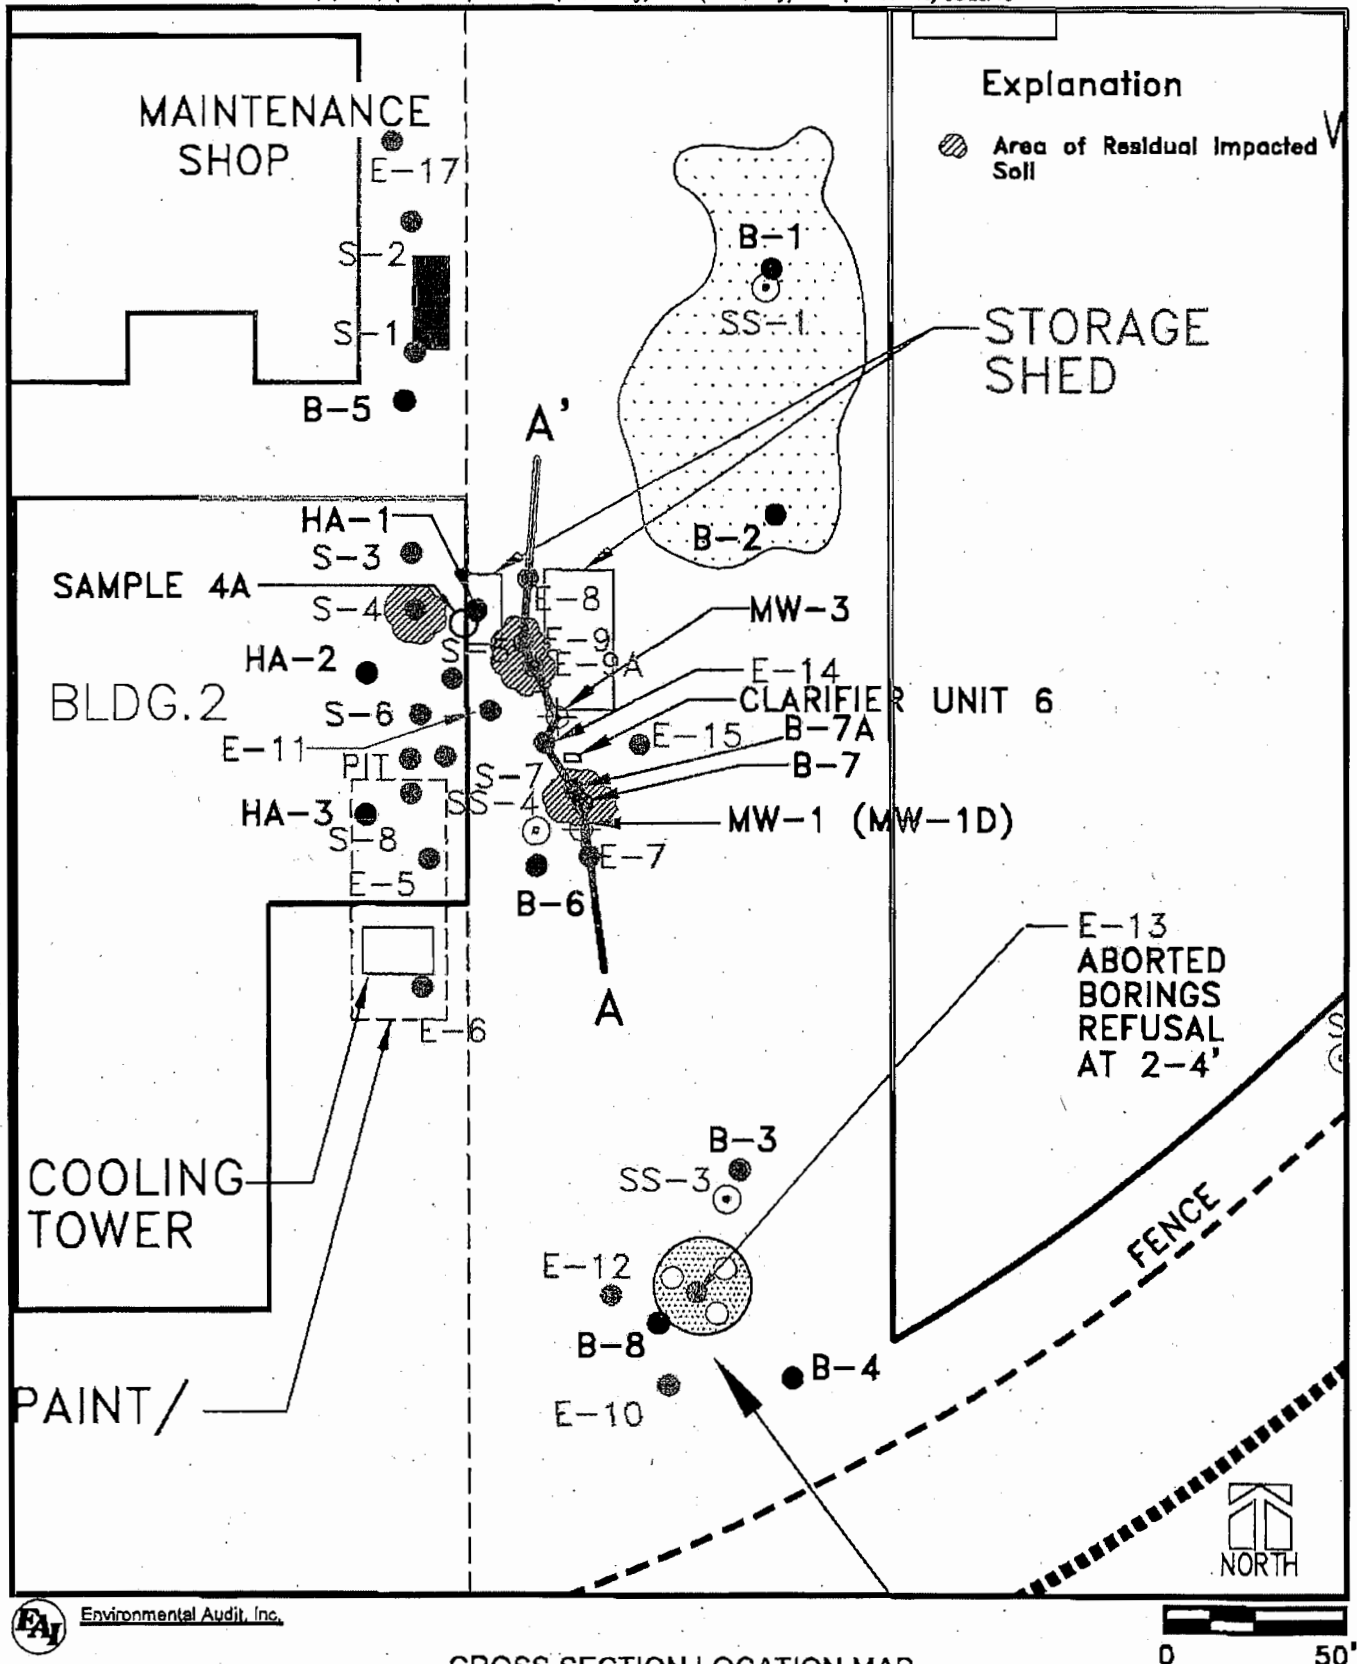 Explanation
Area of Residual Impacted
Soil
MAINTENANCE
SHOP
E-17
S-2
S-1
B-5
B-1
SS-1
STORAGE
SHED
A'
B-2
HA-1
S-3
SAMPLE 4A
S-4
E-8
MW-3
E-9
E-9A
HA-2
E-14
BLDG.2
CLARIFIER UNIT 6
S-6
B-7A
E-11
E-15
PIT
S-7
B-7
SS-4
HA-3
MW-1 (MW-1D)
S-8
E-7
E-5
B-6
E-13
ABORTED
BORINGS
REFUSAL
AT 2-4'
A
E-6
B-3
SS-3
COOLING
TOWER
FENCE
E-12
B-8
B-4
E-10
PAINT/
NORTH
EAI
Environmental Audit, Inc.
0 50'
CROSS SECTION LOCATION MAP